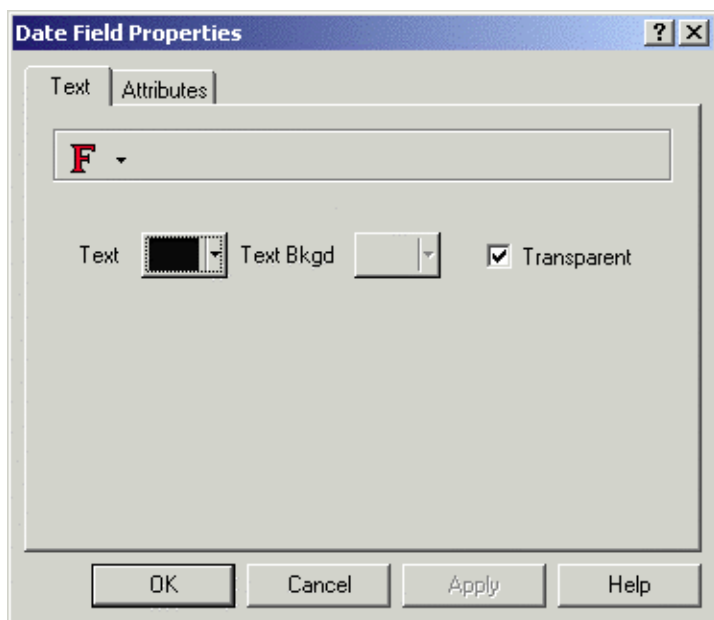 Date Field Properties
Text Attributes
F
Text Text Bkgd Transparent
OK Cancel Apply Help